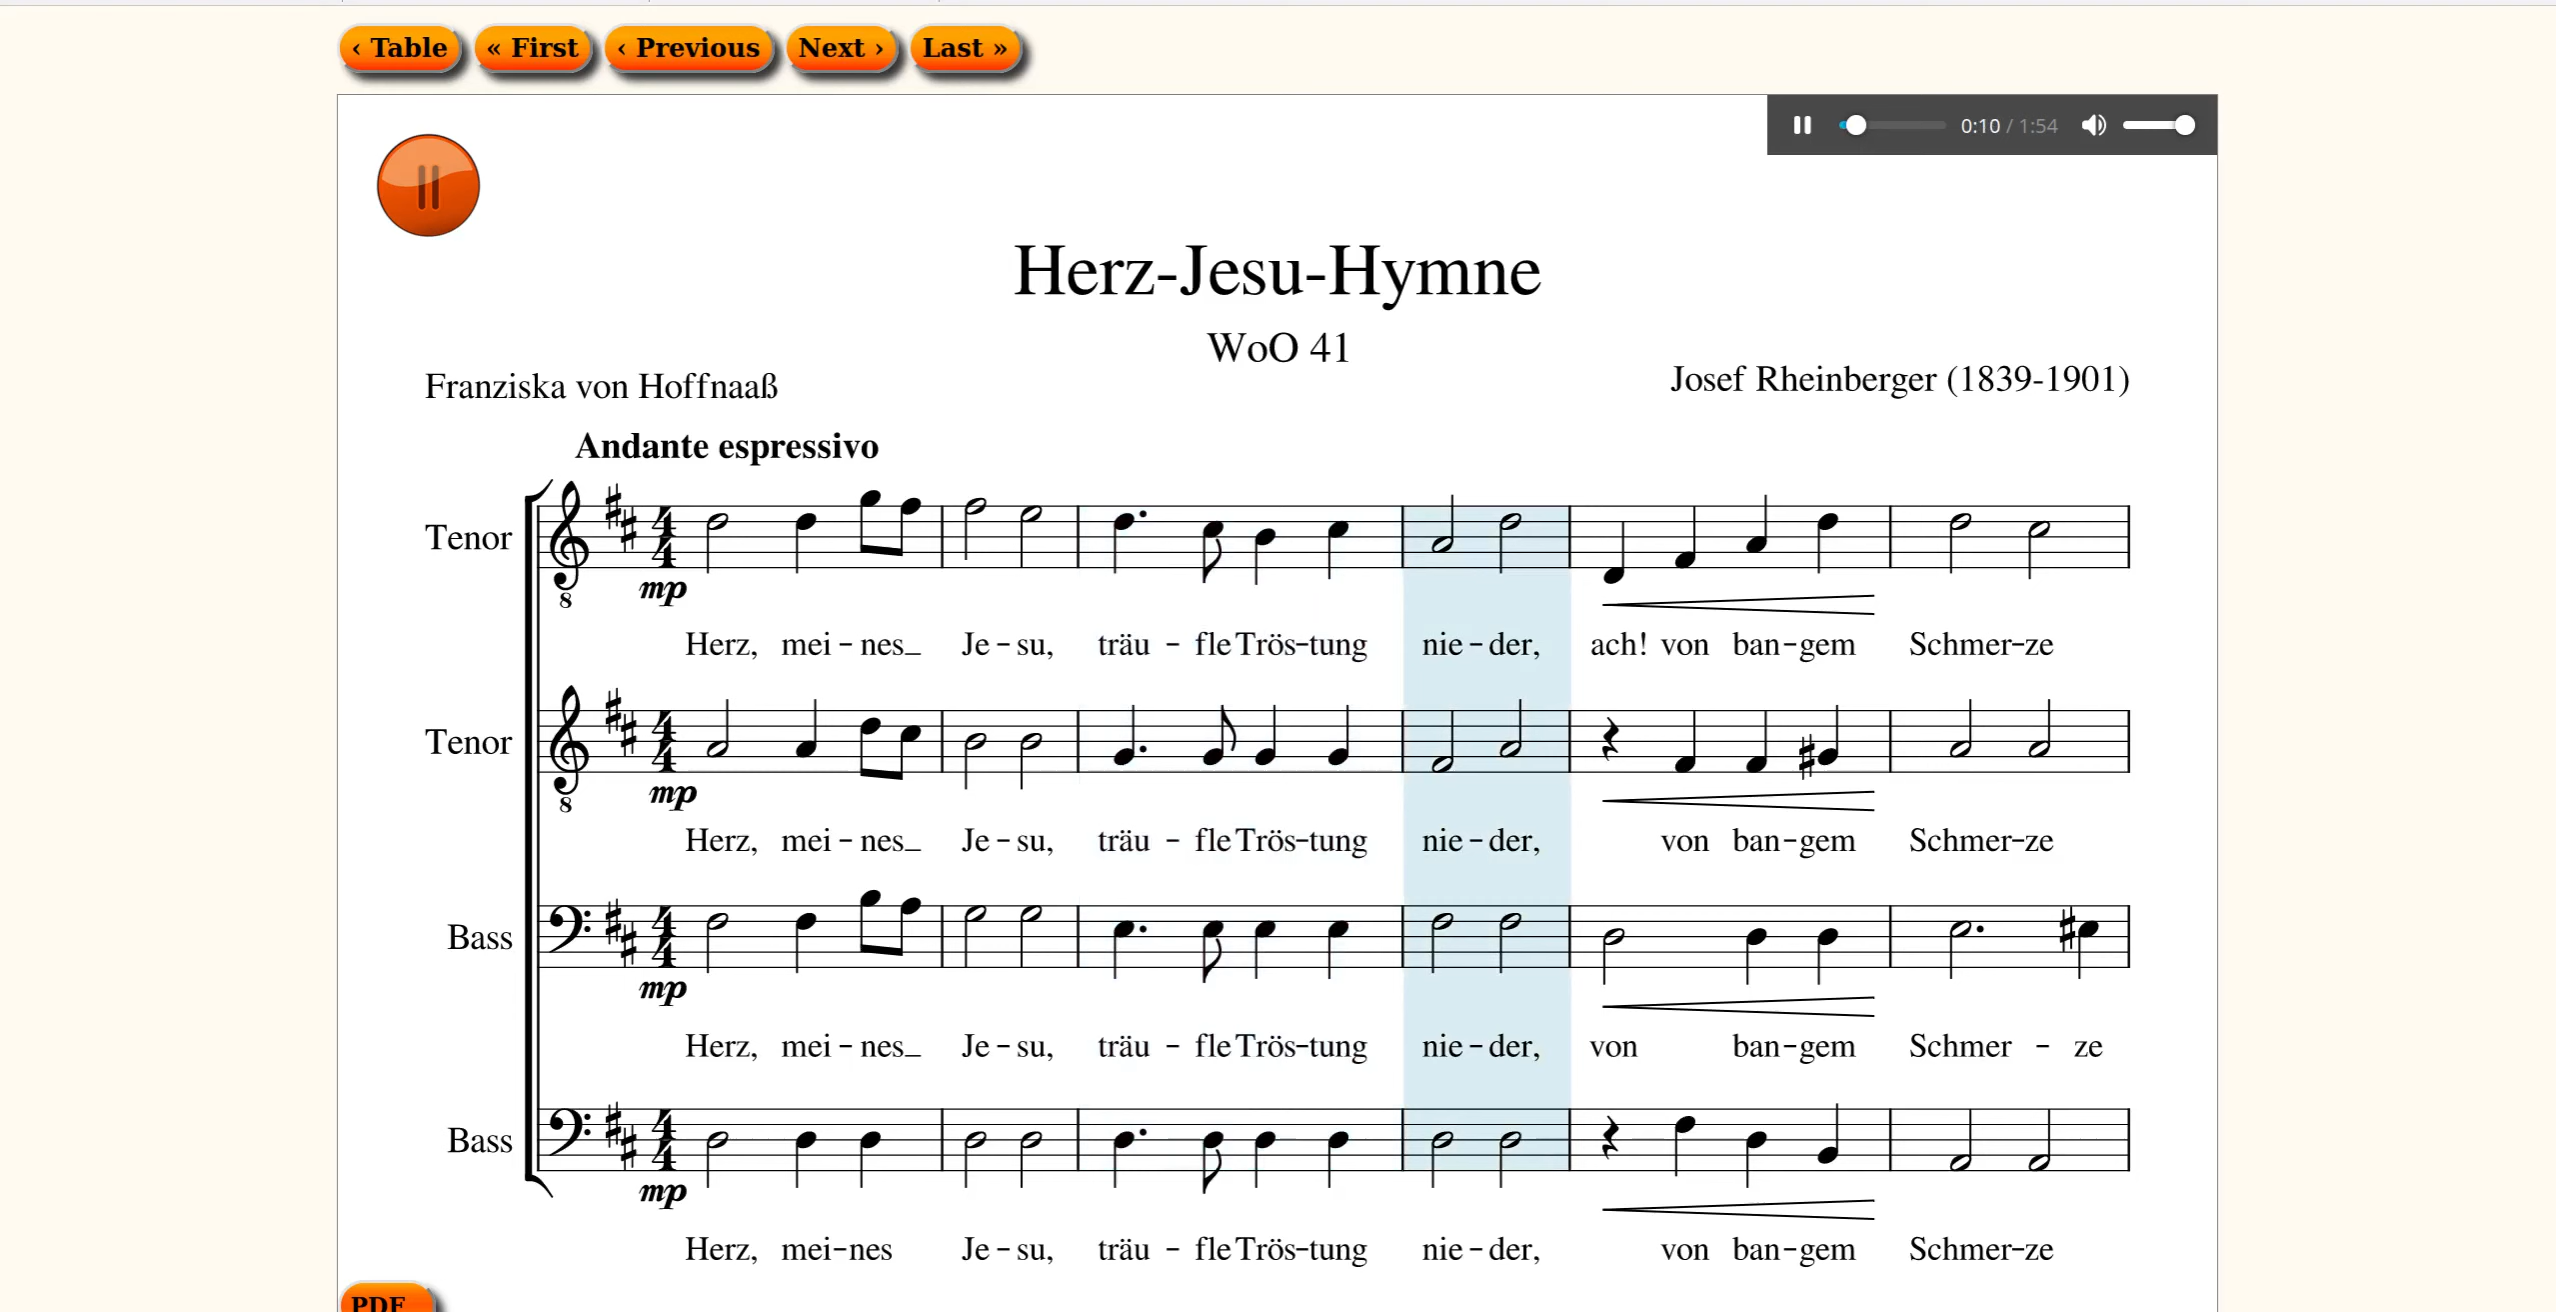 ‹ Table « First ‹ Previous Next › Last »
0:10 / 1:54
Herz-Jesu-Hymne
WoO 41
Franziska von Hoffnaaß
Josef Rheinberger (1839-1901)
Andante espressivo
Tenor
8
mp
Herz, mei - nes_ Je - su, träu - fle Trös-tung nie - der, ach! von ban-gem Schmer-ze
Tenor
8
mp
Herz, mei - nes_ Je - su, träu - fle Trös-tung nie - der, von ban-gem Schmer-ze
Bass
mp
Herz, mei - nes_ Je - su, träu - fle Trös-tung nie - der, von ban-gem Schmer - ze
Bass
mp
Herz, mei-nes Je - su, träu - fle Trös-tung nie - der, von ban-gem Schmer-ze
PDF